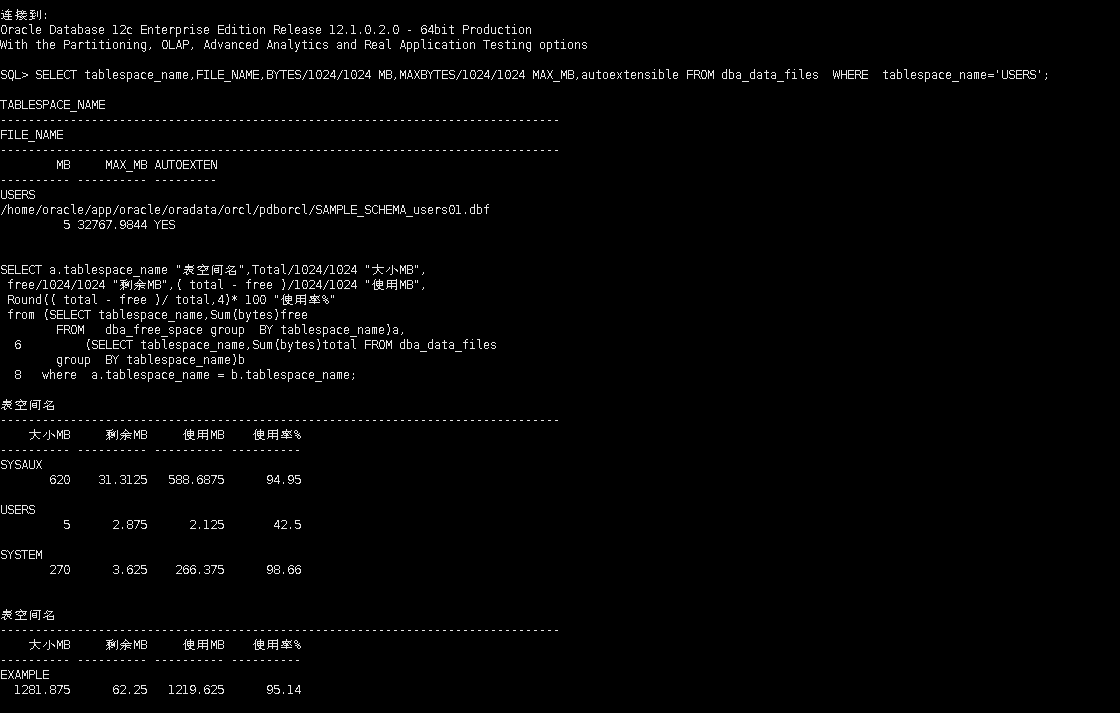 连接到:
Oracle Database 12c Enterprise Edition Release 12.1.0.2.0 - 64bit Production
With the Partitioning, OLAP, Advanced Analytics and Real Application Testing options
SQL> SELECT tablespace_name,FILE_NAME,BYTES/1024/1024 MB,MAXBYTES/1024/1024 MAX_MB,autoextensible FROM dba_data_files  WHERE  tablespace_name='USERS';
TABLESPACE_NAME
--------------------------------------------------------------------------------
FILE_NAME
--------------------------------------------------------------------------------
        MB     MAX_MB AUTOEXTEN
---------- ---------- ---------
USERS
/home/oracle/app/oracle/oradata/orcl/pdborcl/SAMPLE_SCHEMA_users01.dbf
         5 32767.9844 YES
SELECT a.tablespace_name "表空间名",Total/1024/1024 "大小MB",
 free/1024/1024 "剩余MB",( total - free )/1024/1024 "使用MB",
 Round(( total - free )/ total,4)* 100 "使用率%"
 from (SELECT tablespace_name,Sum(bytes)free
        FROM   dba_free_space group  BY tablespace_name)a,
  6         (SELECT tablespace_name,Sum(bytes)total FROM dba_data_files
        group  BY tablespace_name)b
  8   where  a.tablespace_name = b.tablespace_name;
表空间名
--------------------------------------------------------------------------------
    大小MB     剩余MB     使用MB    使用率%
---------- ---------- ---------- ----------
SYSAUX
       620    31.3125   588.6875      94.95
USERS
         5      2.875      2.125       42.5
SYSTEM
       270      3.625    266.375      98.66
表空间名
--------------------------------------------------------------------------------
    大小MB     剩余MB     使用MB    使用率%
---------- ---------- ---------- ----------
EXAMPLE
  1281.875      62.25   1219.625      95.14